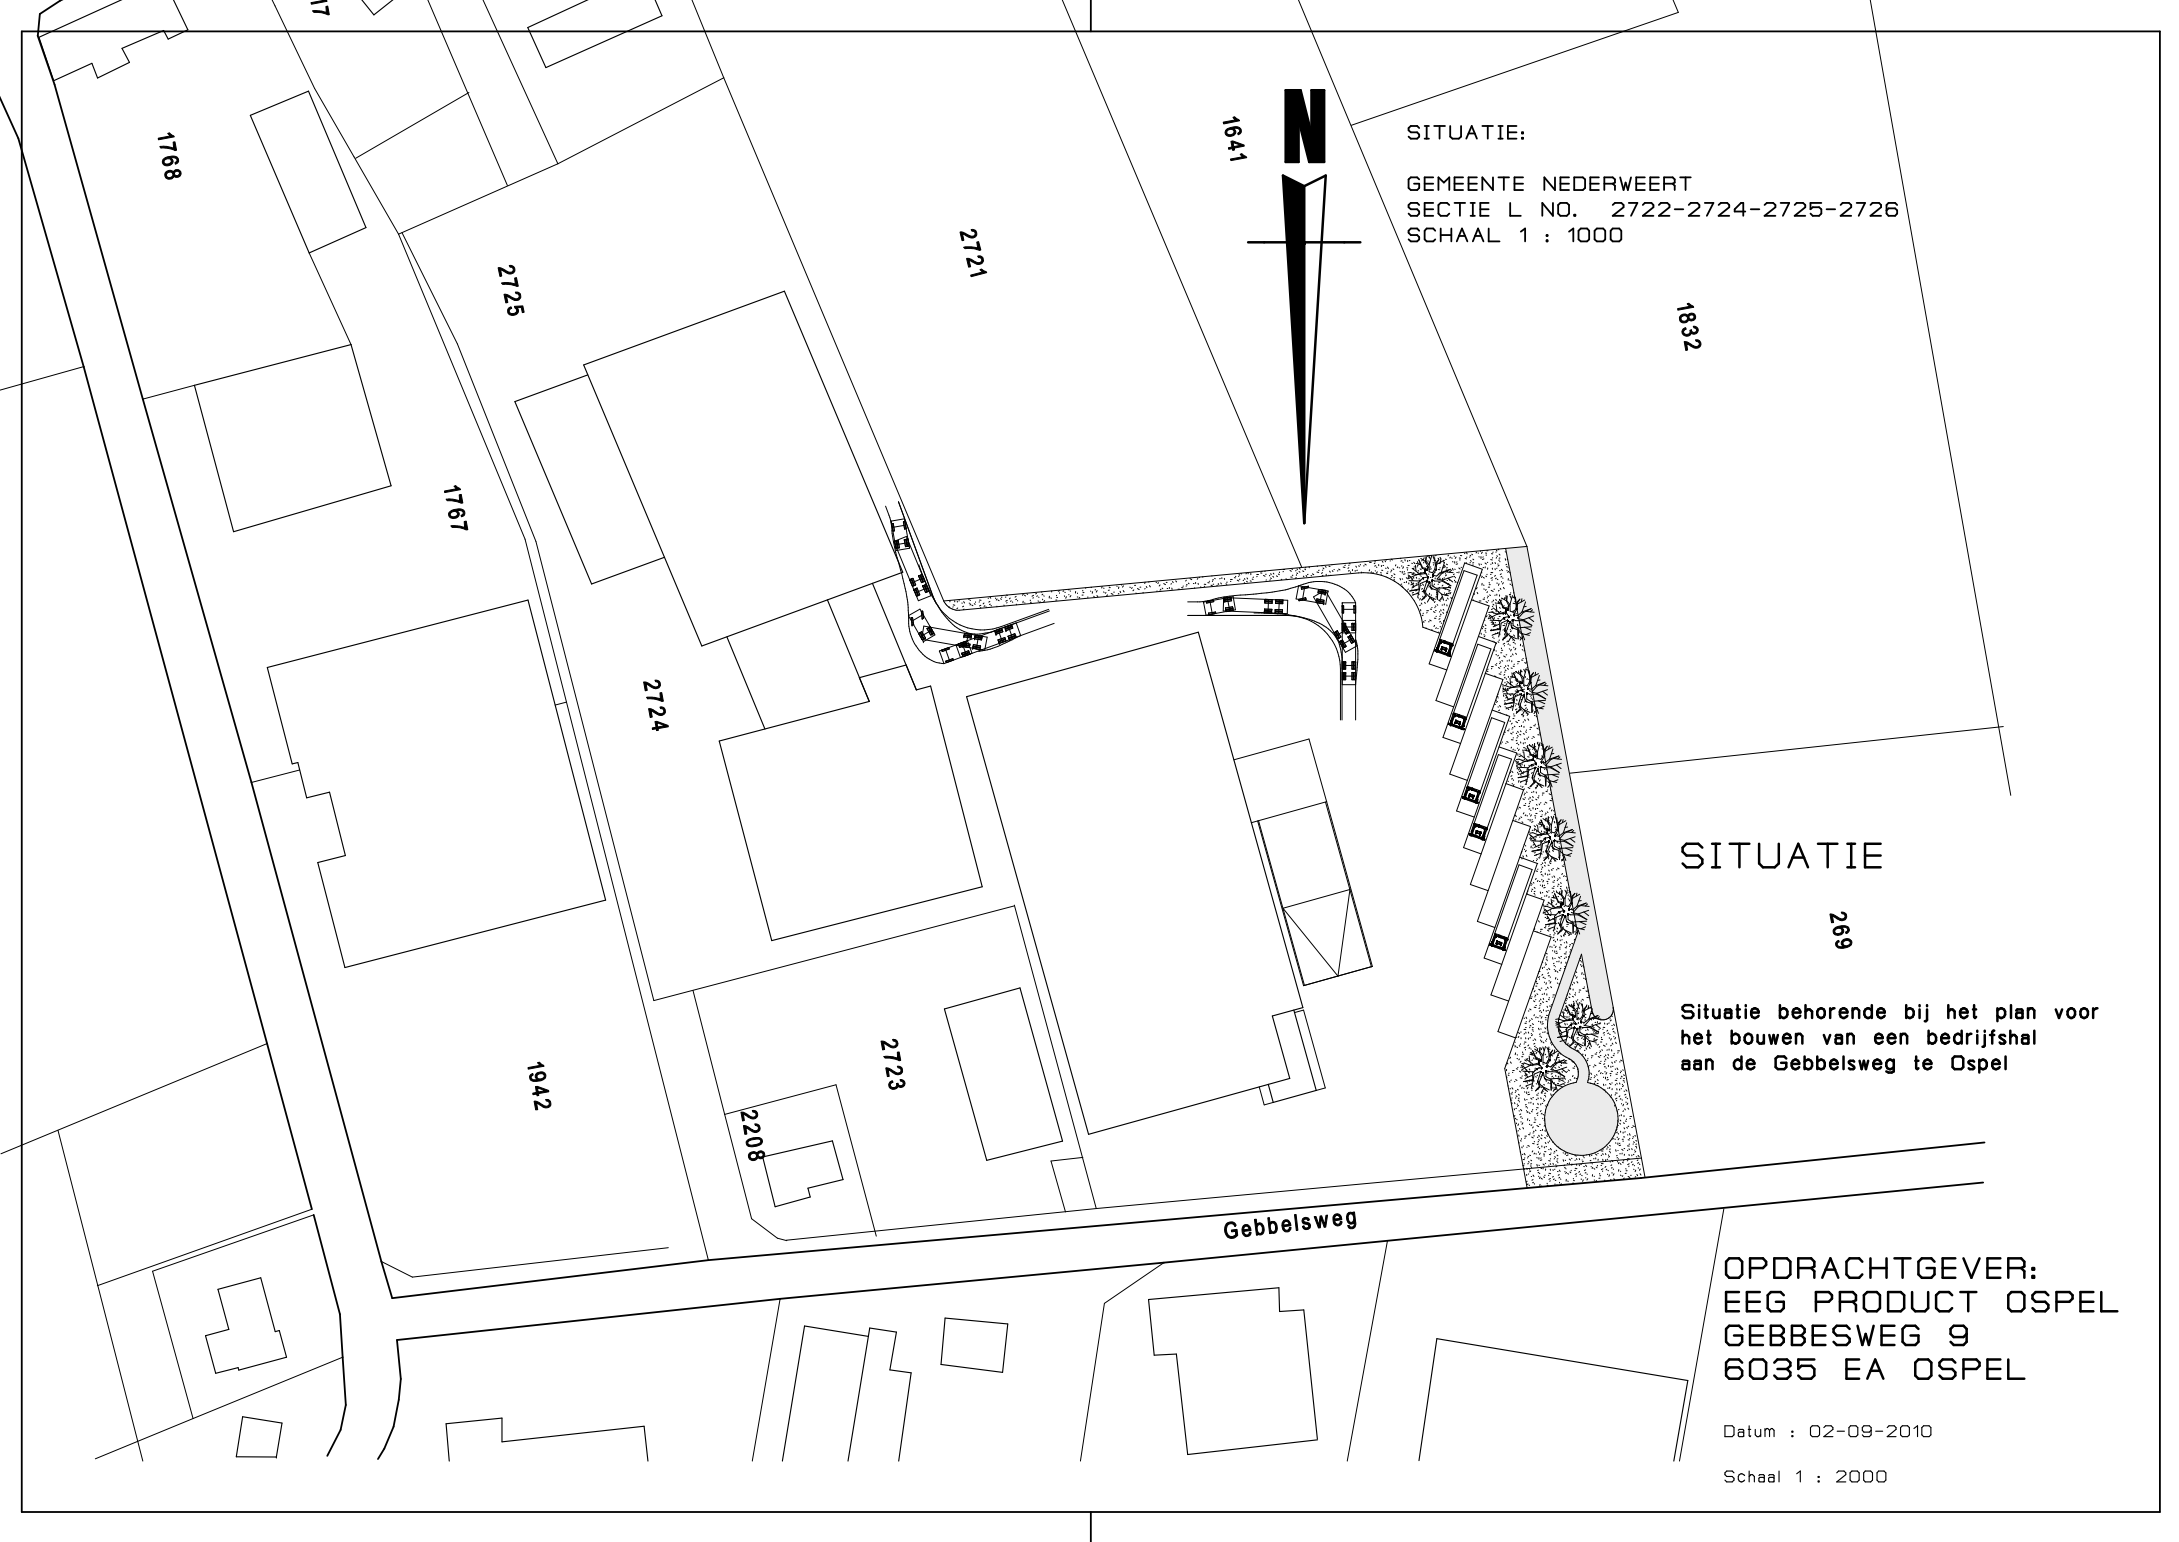 17
1768
1641
N
SITUATIE:
GEMEENTE NEDERWEERT
SECTIE L NO. 2722-2724-2725-2726
SCHAAL 1 : 1000
2721
2725
1832
1767
2724
SITUATIE
269
Situatie behorende bij het plan voor
het bouwen van een bedrijfshal
aan de Gebbelsweg te Ospel
2723
1942
2208
Gebbelsweg
OPDRACHTGEVER:
EEG PRODUCT OSPEL
GEBBESWEG 9
6035 EA OSPEL
Datum : 02-09-2010
Schaal 1 : 2000